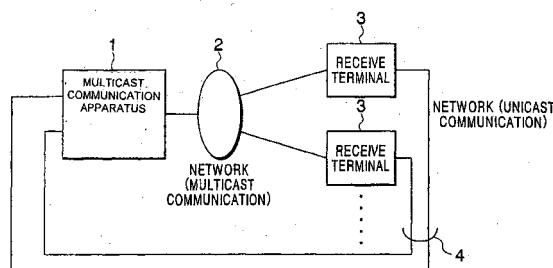 1
MULTICAST
COMMUNICATION
APPARATUS
2
NETWORK
(MULTICAST
COMMUNICATION)
3
RECEIVE
TERMINAL
3
RECEIVE
TERMINAL
NETWORK (UNICAST
COMMUNICATION)
4